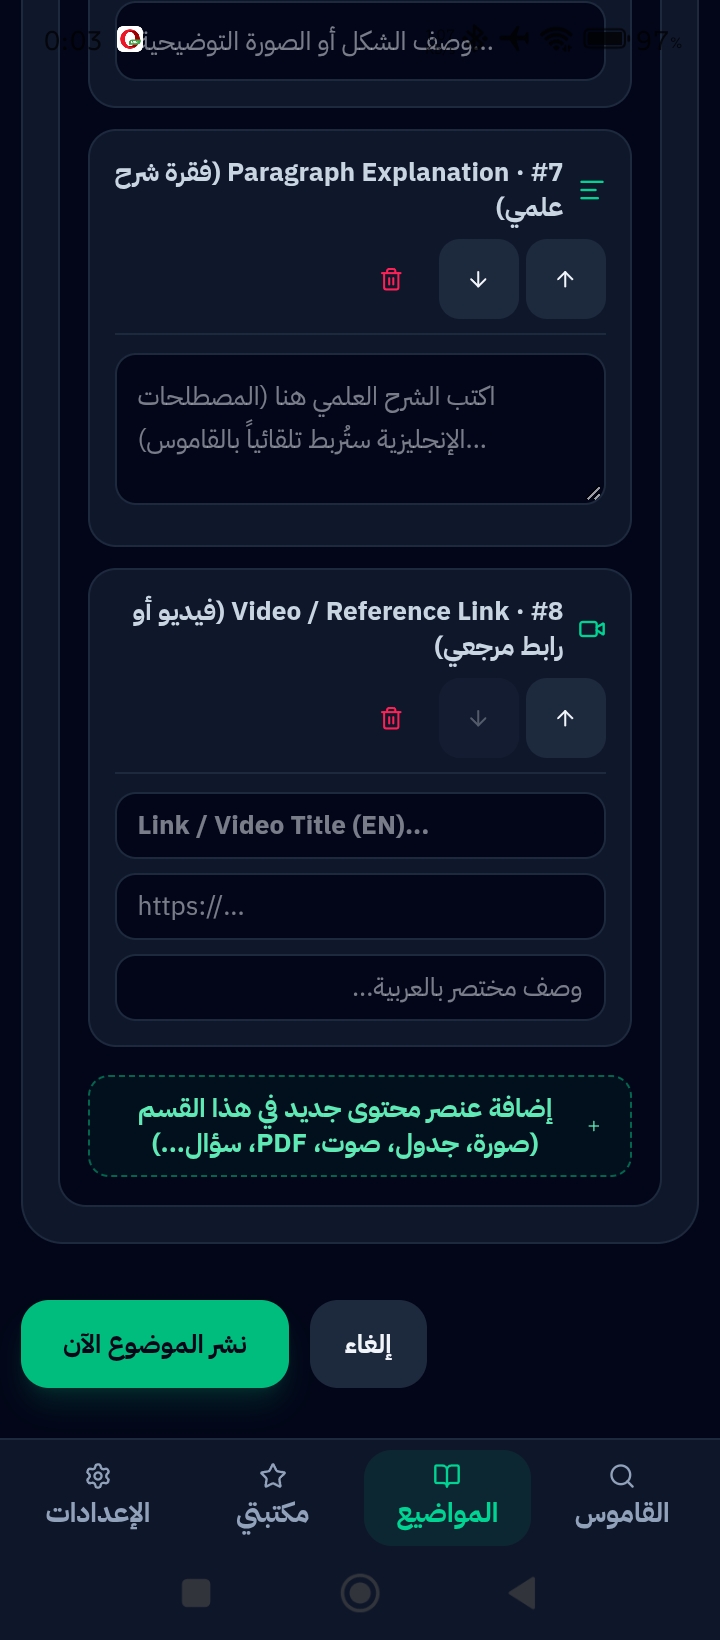 0:03
97%
وصف الشكل أو الصورة التوضيحية...
#7 · Paragraph Explanation (فقرة شرح
علمي)
اكتب الشرح العلمي هنا (المصطلحات
الإنجليزية ستُربط تلقائياً بالقاموس)...
#8 · Video / Reference Link (فيديو أو
رابط مرجعي)
Link / Video Title (EN)...
https://...
وصف مختصر بالعربية...
+ إضافة عنصر محتوى جديد في هذا القسم
(صورة، جدول، صوت، PDF، سؤال...)
إلغاء
نشر الموضوع الآن
القاموس
المواضيع
مكتبتي
الإعدادات